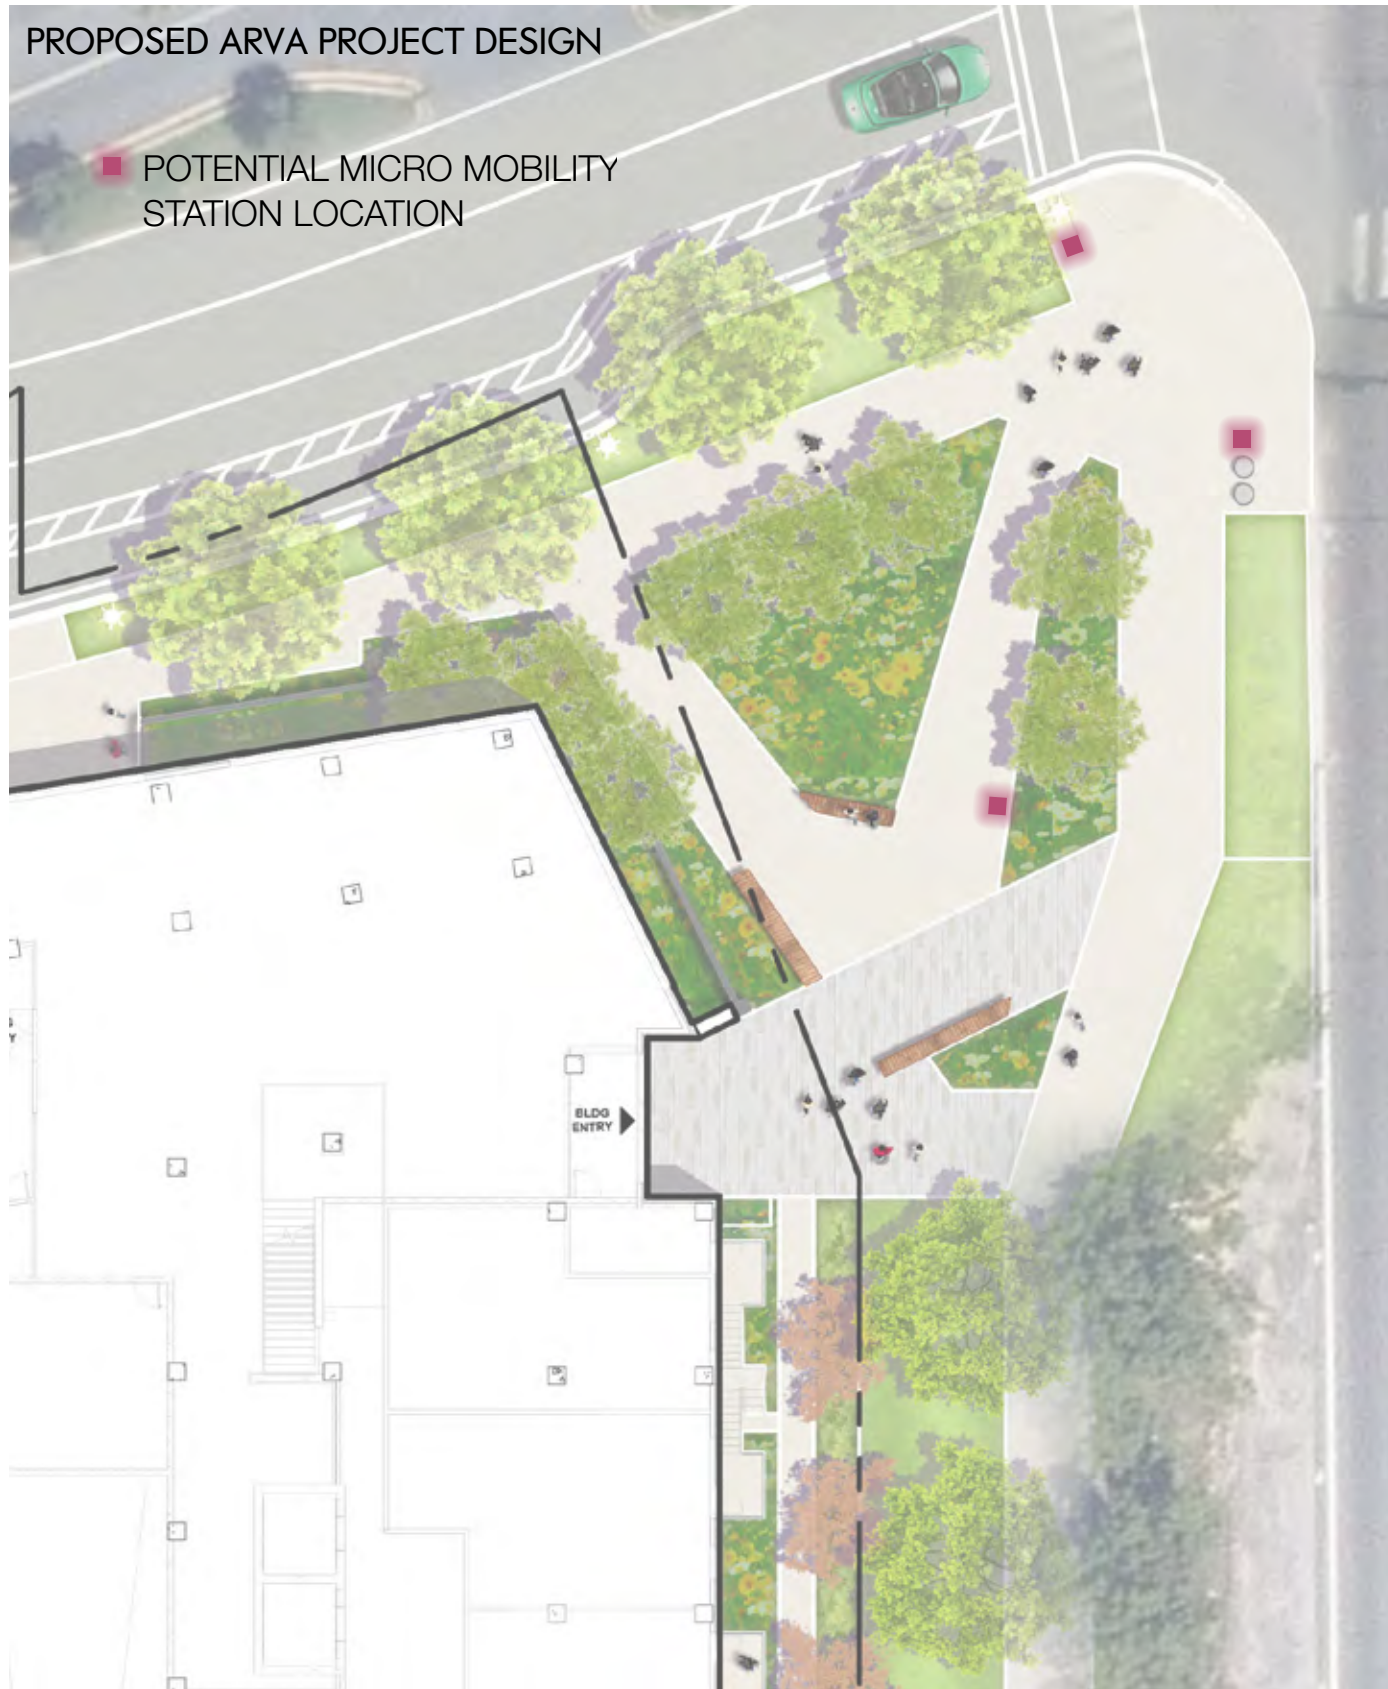 PROPOSED ARVA PROJECT DESIGN
POTENTIAL MICRO MOBILITY
STATION LOCATION
BLDG
ENTRY